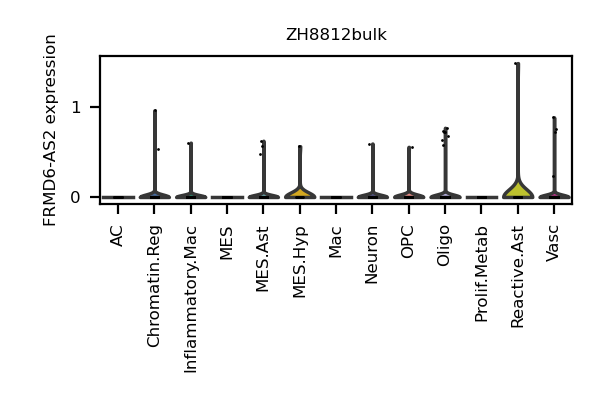 ZH8812bulk
FRMD6-AS2 expression
1
0
AC
Chromatin.Reg
Inflammatory.Mac
MES
MES.Ast
MES.Hyp
Mac
Neuron
OPC
Oligo
Prolif.Metab
Reactive.Ast
Vasc